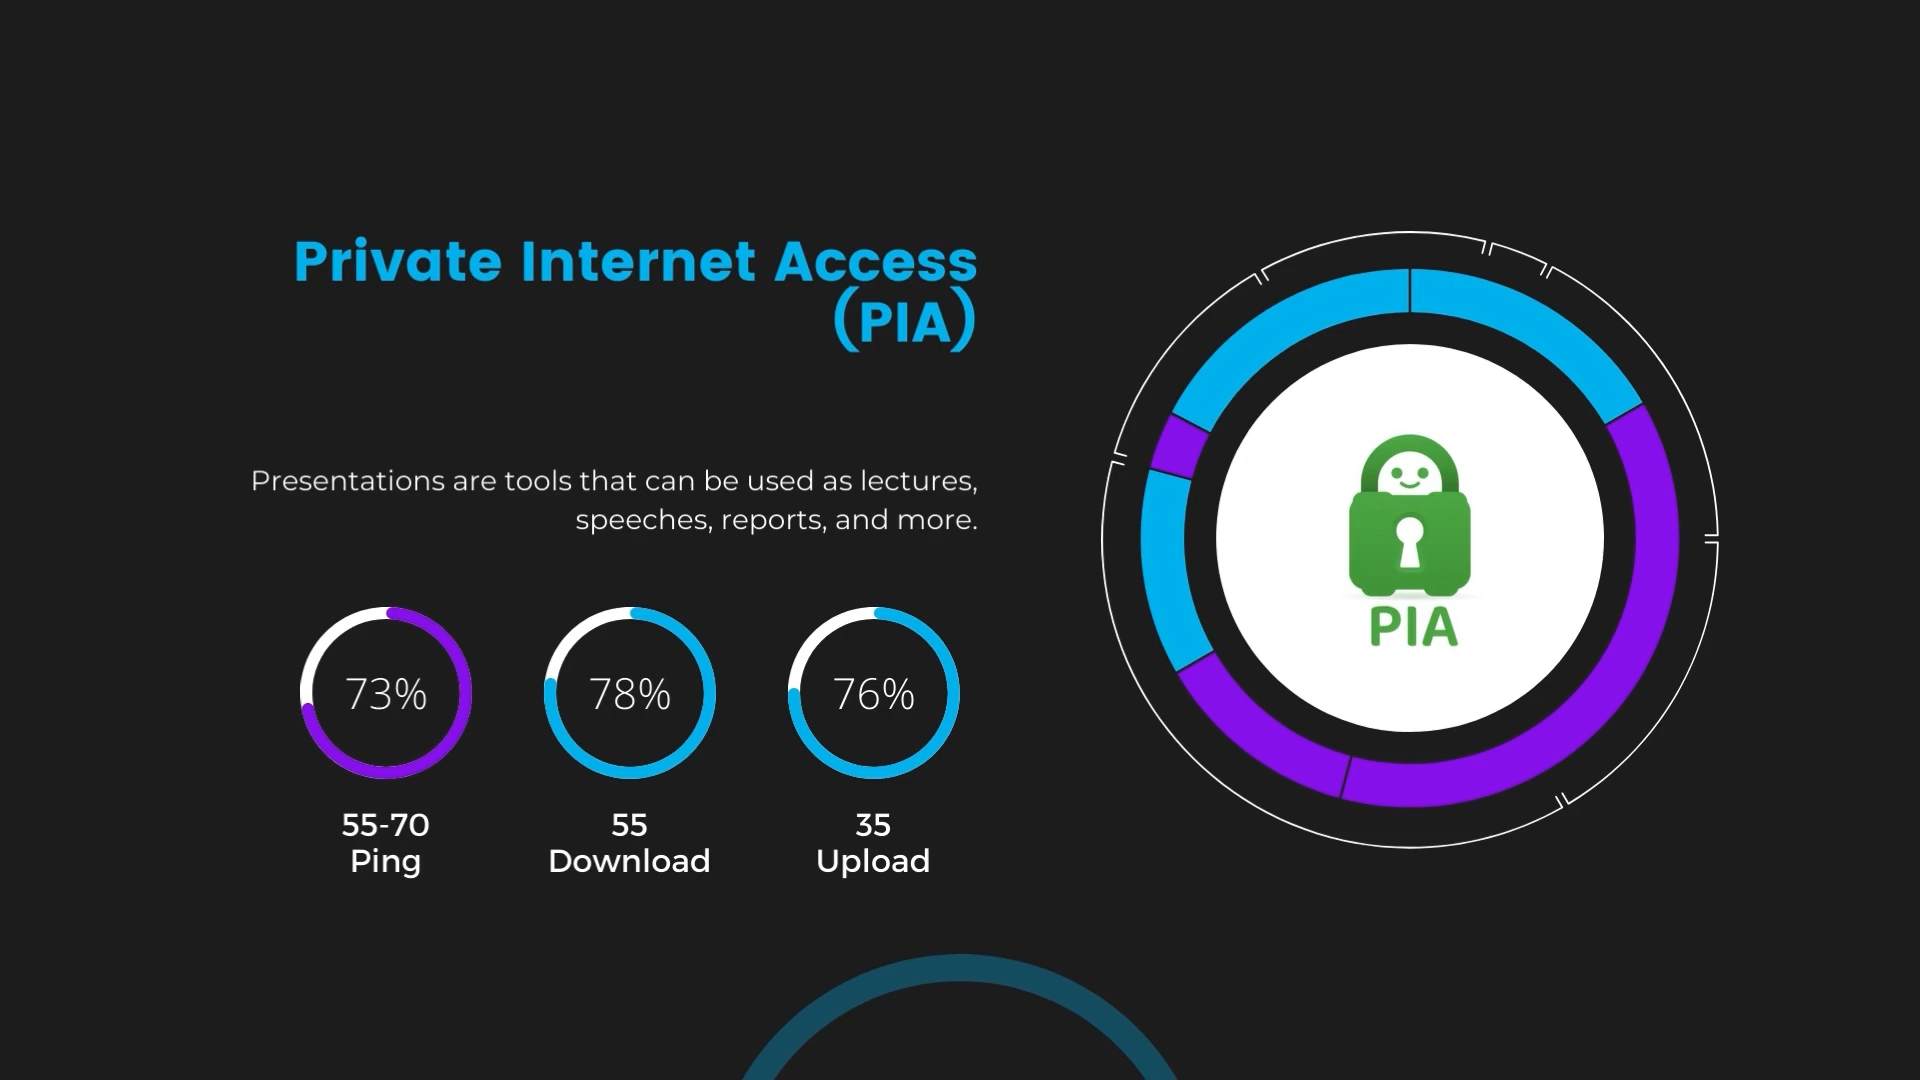 Private Internet Access
(PIA)
Presentations are tools that can be used as lectures,
speeches, reports, and more.
73%
78%
76%
55-70
Ping
55
Download
35
Upload
PIA